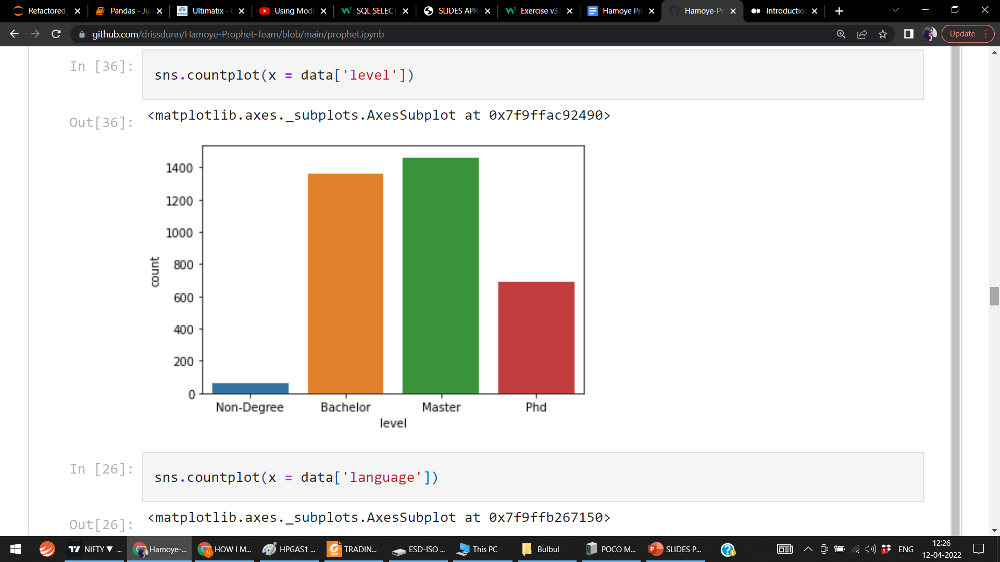 Refactored_
Pandas - Ju
Ultimatix - D
Using Modu
SQL SELECT
SLIDES APR
Exercise v3.
Hamoye Pro
Hamoye-Pr
Introduction
github.com/drissdunn/Hamoye-Prophet-Team/blob/main/prophet.ipynb
Update
In [36]:
sns.countplot(x = data['level'])
Out[36]:
<matplotlib.axes._subplots.AxesSubplot at 0x7f9ffac92490>
1400
1200
1000
800
600
400
200
0
count
Non-Degree Bachelor Master Phd
level
In [26]:
sns.countplot(x = data['language'])
Out[26]:
<matplotlib.axes._subplots.AxesSubplot at 0x7f9ffb267150>
NIFTY ▼ ...
Hamoye-...
HOW I M...
HPGAS1 ...
TRADIN...
ESD-ISO ...
This PC
Bulbul
POCO M...
SLIDES P...
ENG
12:26
12-04-2022